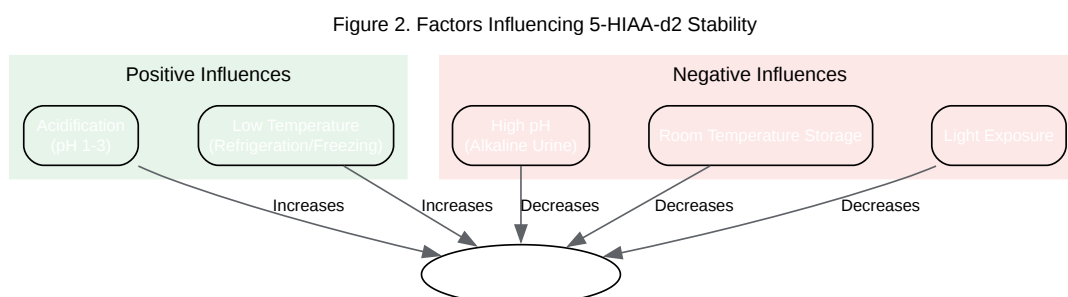 Figure 2. Factors Influencing 5-HIAA-d2 Stability
Positive Influences
Negative Influences
Acidification
(pH 1-3)
Low Temperature
(Refrigeration/Freezing)
High pH
(Alkaline Urine)
Room Temperature Storage
Light Exposure
Increases
Increases
Decreases
Decreases
Decreases